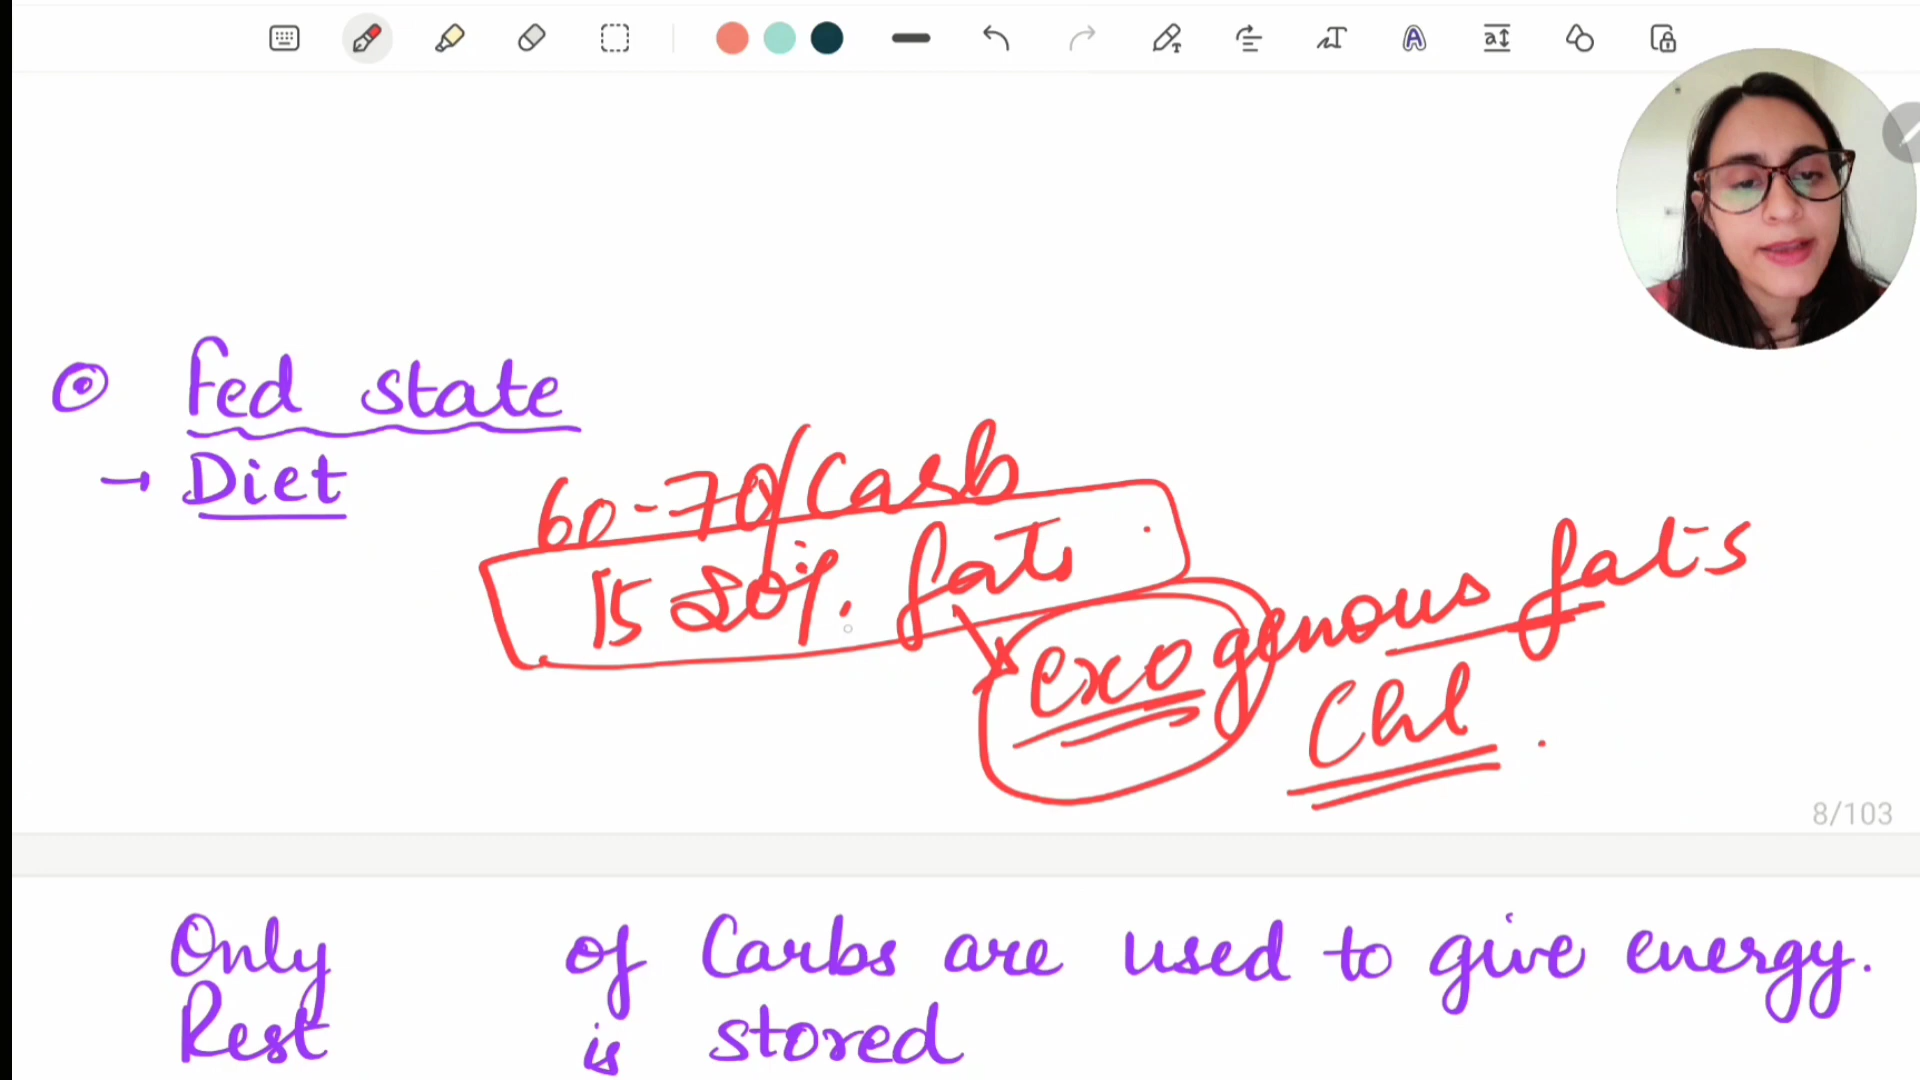 Fed state
→ Diet
60-70% Carb
15 20% fats
exogenous fats
Chl
8/103
Only of Carbs are used to give energy.
Rest is stored